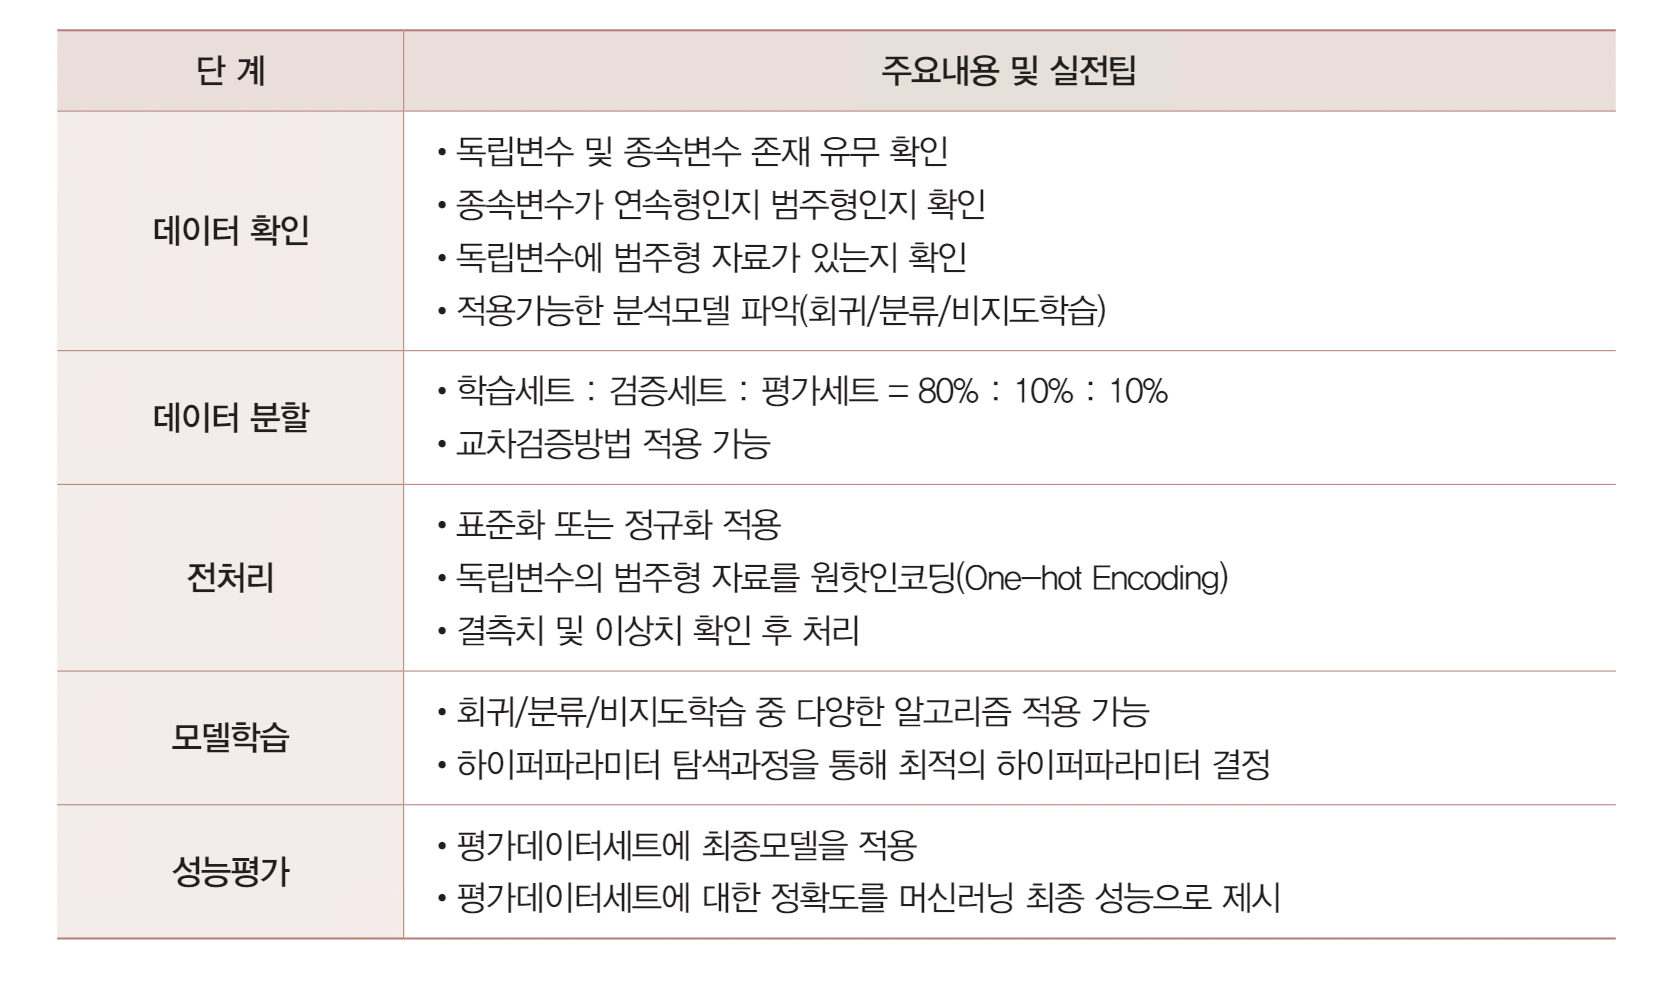 단 계
주요내용 및 실전팁
데이터 확인
• 독립변수 및 종속변수 존재 유무 확인
• 종속변수가 연속형인지 범주형인지 확인
• 독립변수에 범주형 자료가 있는지 확인
• 적용가능한 분석모델 파악(회귀/분류/비지도학습)
데이터 분할
• 학습세트 : 검증세트 : 평가세트 = 80% : 10% : 10%
• 교차검증방법 적용 가능
전처리
• 표준화 또는 정규화 적용
• 독립변수의 범주형 자료를 원핫인코딩(One-hot Encoding)
• 결측치 및 이상치 확인 후 처리
모델학습
• 회귀/분류/비지도학습 중 다양한 알고리즘 적용 가능
• 하이퍼파라미터 탐색과정을 통해 최적의 하이퍼파라미터 결정
성능평가
• 평가데이터세트에 최종모델을 적용
• 평가데이터세트에 대한 정확도를 머신러닝 최종 성능으로 제시